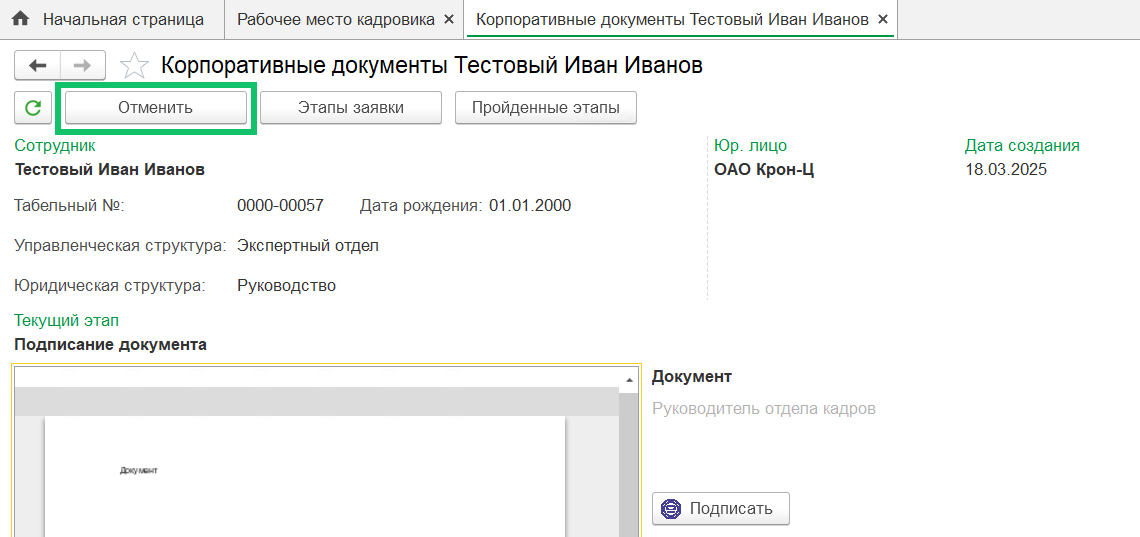 Начальная страница Рабочее место кадровика × Корпоративные документы Тестовый Иван Иванов ×
Корпоративные документы Тестовый Иван Иванов
Отменить Этапы заявки Пройденные этапы
Сотрудник Юр. лицо Дата создания
Тестовый Иван Иванов ОАО Крон-Ц 18.03.2025
Табельный №: 0000-00057 Дата рождения: 01.01.2000
Управленческая структура: Экспертный отдел
Юридическая структура: Руководство
Текущий этап
Подписание документа
Документ
Руководитель отдела кадров
Документ
Подписать